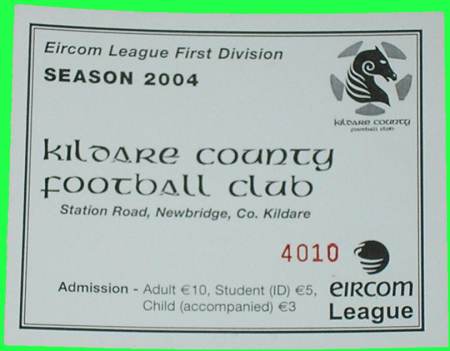 Eircom League First Division
SEASON 2004
KILDARE COUNTY
football club
KILDARE COUNTY
FOOTBALL CLUB
Station Road, Newbridge, Co. Kildare
4010
eircom
League
Admission - Adult €10, Student (ID) €5,
Child (accompanied) €3